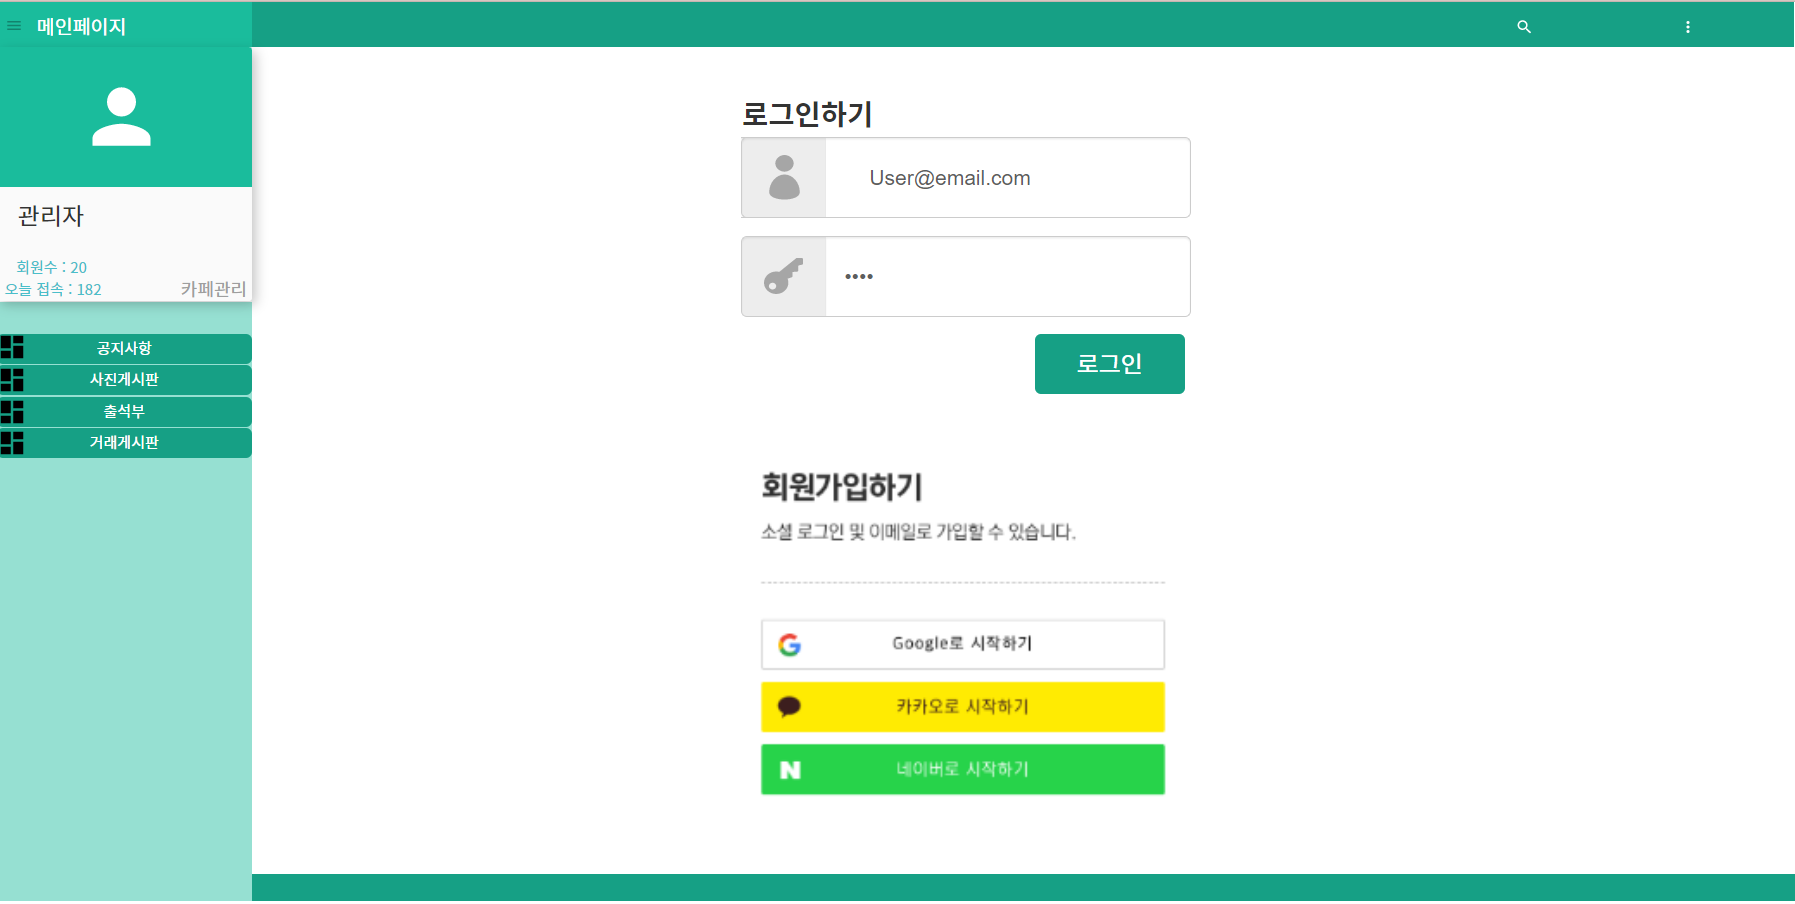 메인페이지
관리자
회원수 : 20
오늘 접속 : 182
카페관리
공지사항
사진게시판
출석부
거래게시판
로그인하기
User@email.com
••••
로그인
회원가입하기
소셜 로그인 및 이메일로 가입할 수 있습니다.
Google로 시작하기
카카오로 시작하기
네이버로 시작하기